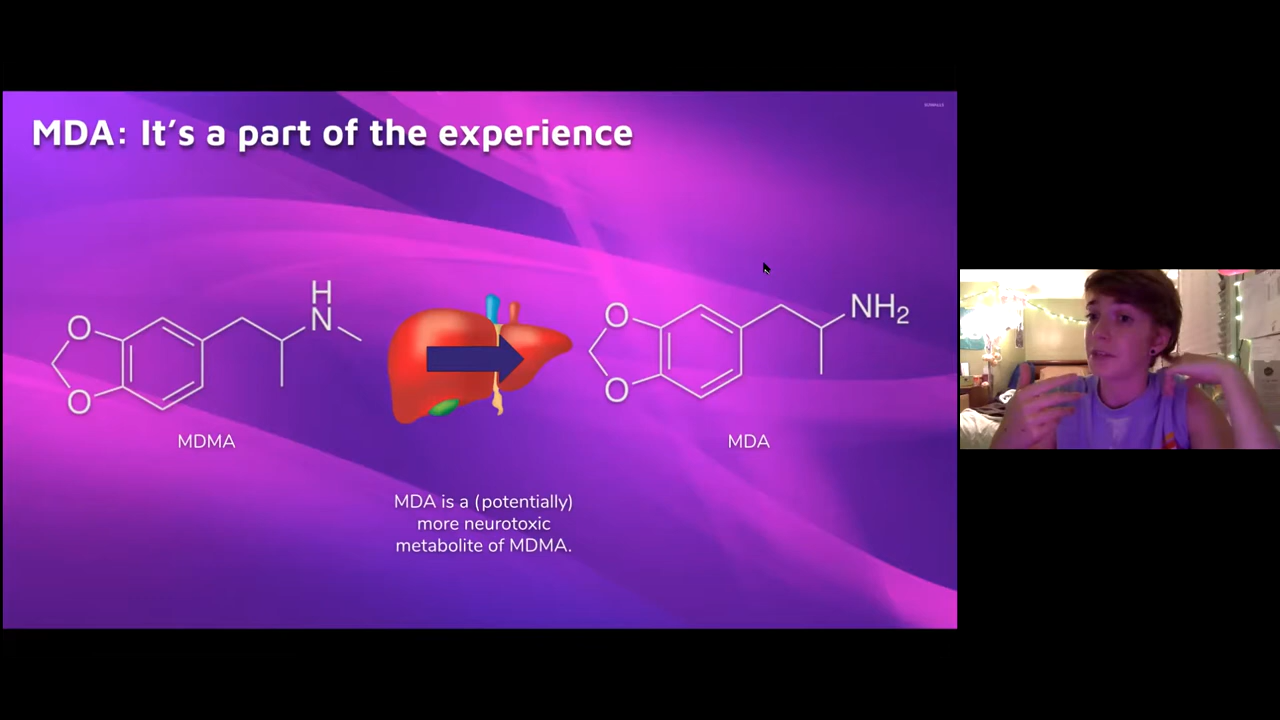 MDA: It’s a part of the experience
H
N
O
O
MDMA
NH₂
O
O
MDA
MDA is a (potentially)
more neurotoxic
metabolite of MDMA.